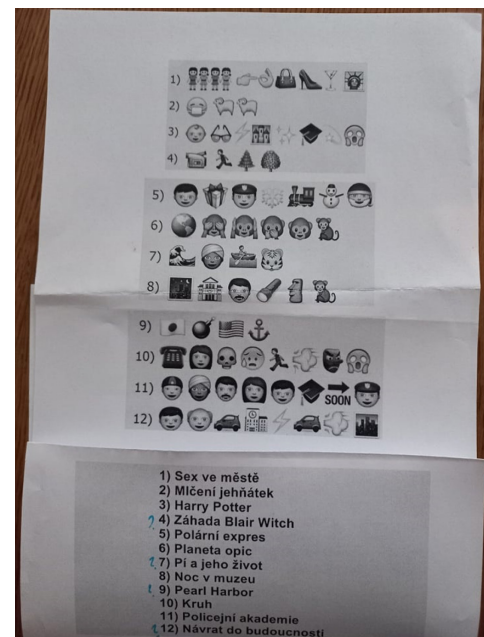 1)
2)
3)
4)
5)
6)
7)
8)
9)
10)
11) SOON
12)
1) Sex ve městě
2) Mlčení jehňátek
3) Harry Potter
? 4) Záhada Blair Witch
5) Polární expres
6) Planeta opic
? 7) Pí a jeho život
8) Noc v muzeu
? 9) Pearl Harbor
10) Kruh
11) Policejní akademie
? 12) Návrat do budoucnosti